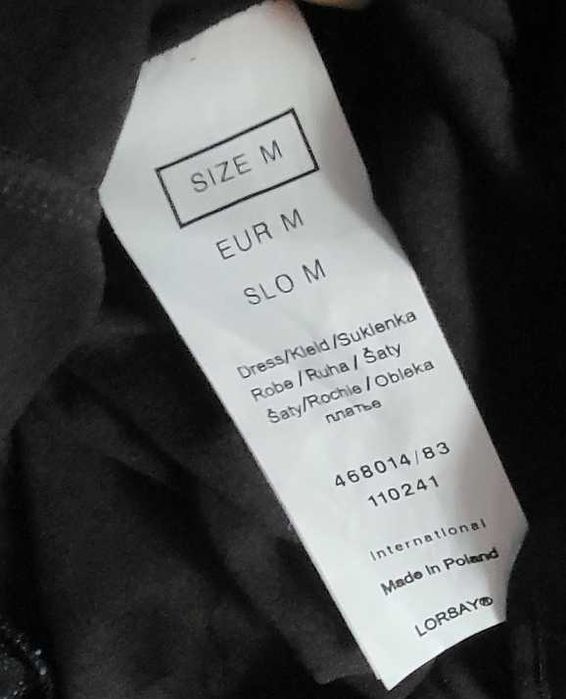 SIZE M
EUR M
SLO M
Dress/Kleid/Sukienka
Robe/Ruha/Šaty
Šaty/Rochie/Obleka
платье
468014/83
110241
International
Made in Poland
LORSAY®